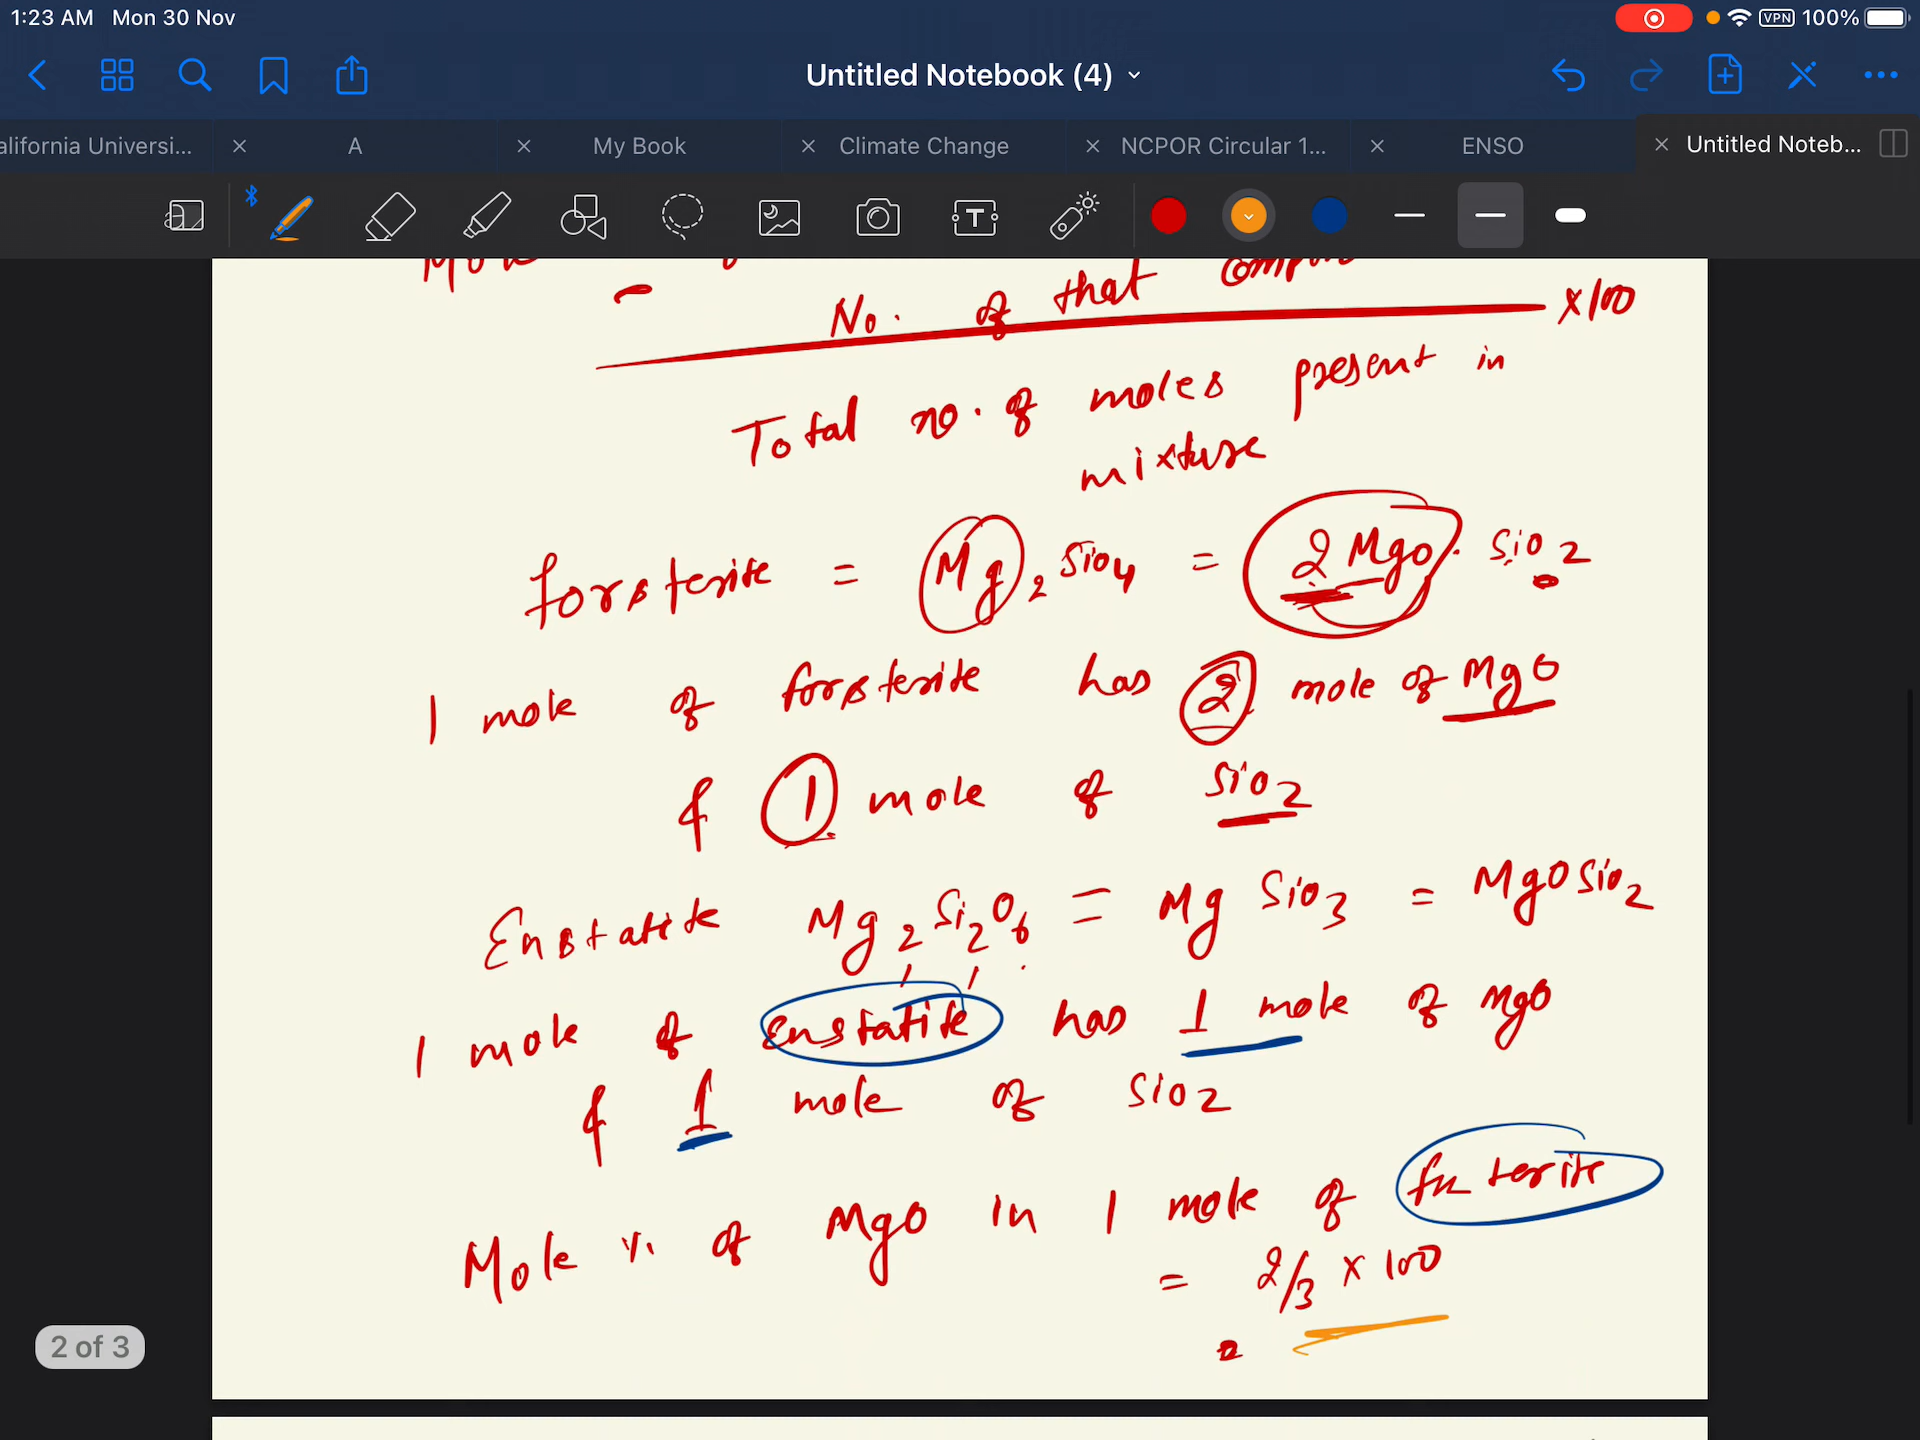 1:23 AM Mon 30 Nov
VPN 100%
Untitled Notebook (4)
alifornia Universi...
A
My Book
Climate Change
NCPOR Circular 1...
ENSO
Untitled Noteb...
T
No. of that × 100
Total no. of moles present in
mixture
forsterite = Mg2SiO4 = 2MgO. SiO2
1 mole of forsterite has 2 mole of MgO
& 1 mole of SiO2
Enstatite Mg2Si2O6 = MgSiO3 = MgOSiO2
1 mole of Enstatite has 1 mole of MgO
& 1 mole of SiO2
Mole % of MgO in 1 mole of
= 2/3 × 100
2 of 3